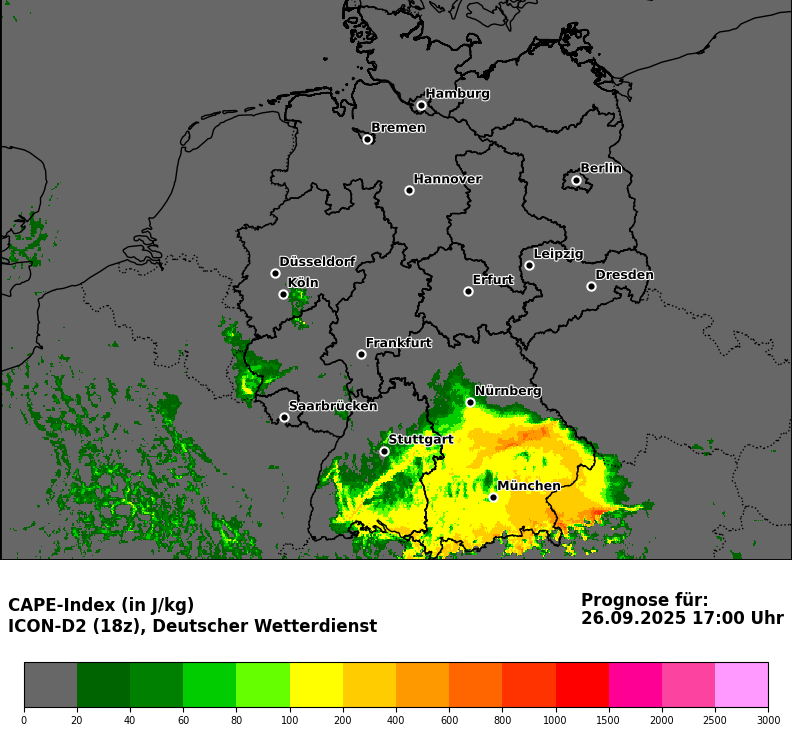 Hamburg
Bremen
Berlin
Hannover
Leipzig
Düsseldorf
Dresden
Köln
Erfurt
Frankfurt
Nürnberg
Saarbrücken
Stuttgart
München
CAPE-Index (in J/kg)
ICON-D2 (18z), Deutscher Wetterdienst
Prognose für:
26.09.2025 17:00 Uhr
0 20 40 60 80 100 200 400 600 800 1000 1500 2000 2500 3000